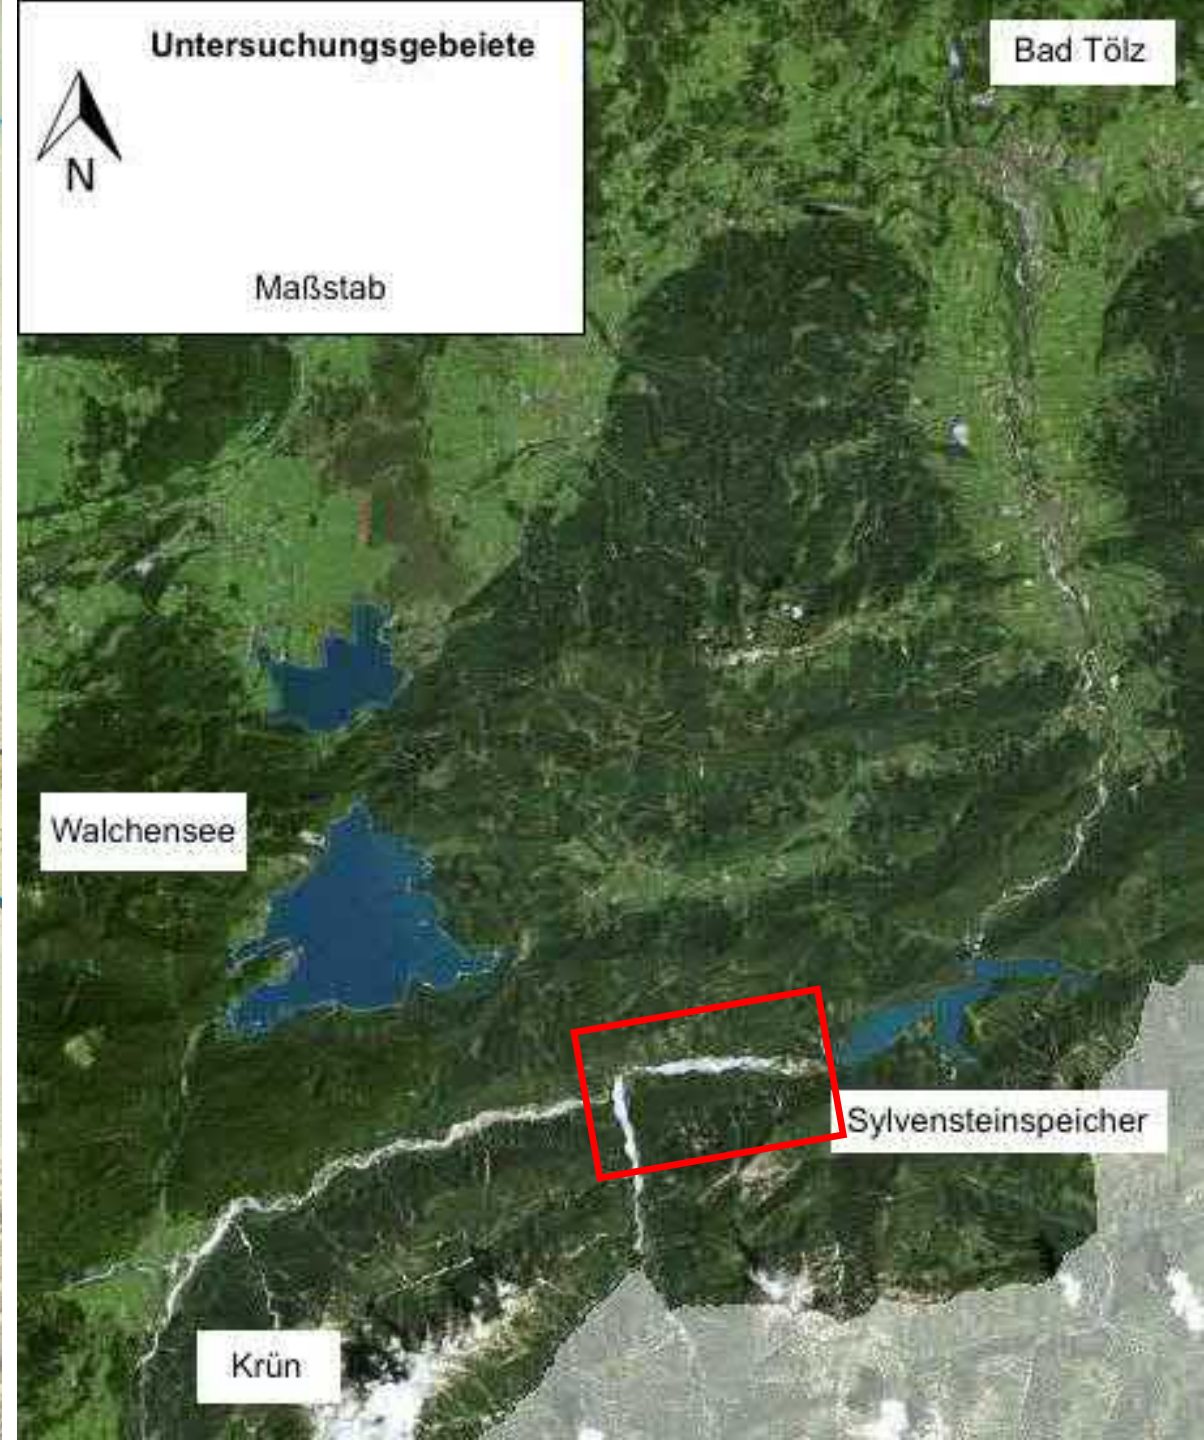 Untersuchungsgebeiete
N
Maßstab
Bad Tölz
Walchensee
Sylvensteinspeicher
Krün